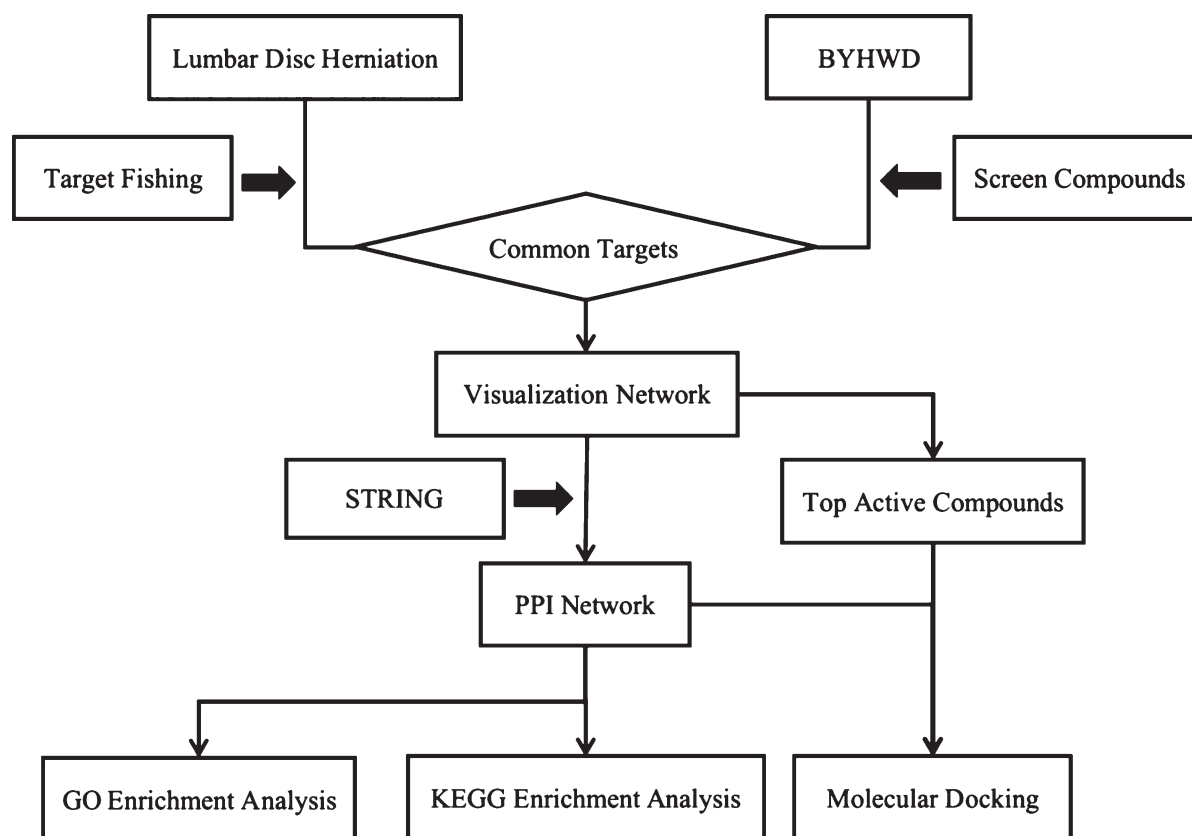 Lumbar Disc Herniation
BYHWD
Target Fishing
Screen Compounds
Common Targets
Visualization Network
STRING
Top Active Compounds
PPI Network
GO Enrichment Analysis
KEGG Enrichment Analysis
Molecular Docking